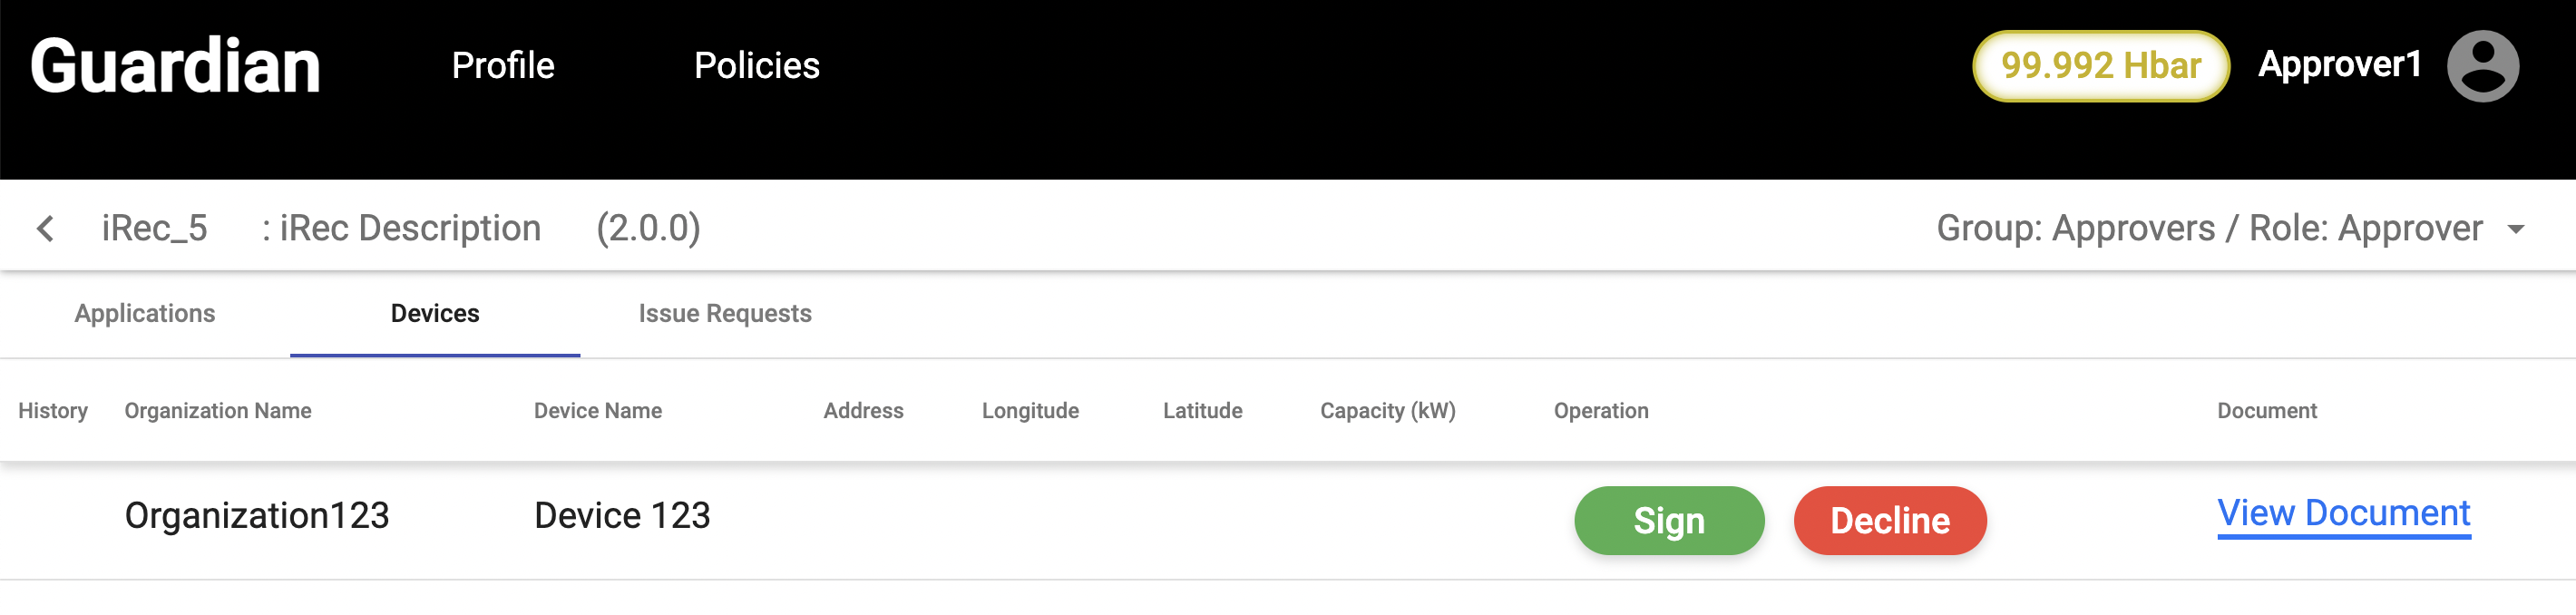 Guardian Profile Policies 99.992 Hbar Approver1
iRec_5 : iRec Description (2.0.0) Group: Approvers / Role: Approver
Applications Devices Issue Requests
History Organization Name Device Name Address Longitude Latitude Capacity (kW) Operation Document
Organization123 Device 123 Sign Decline View Document